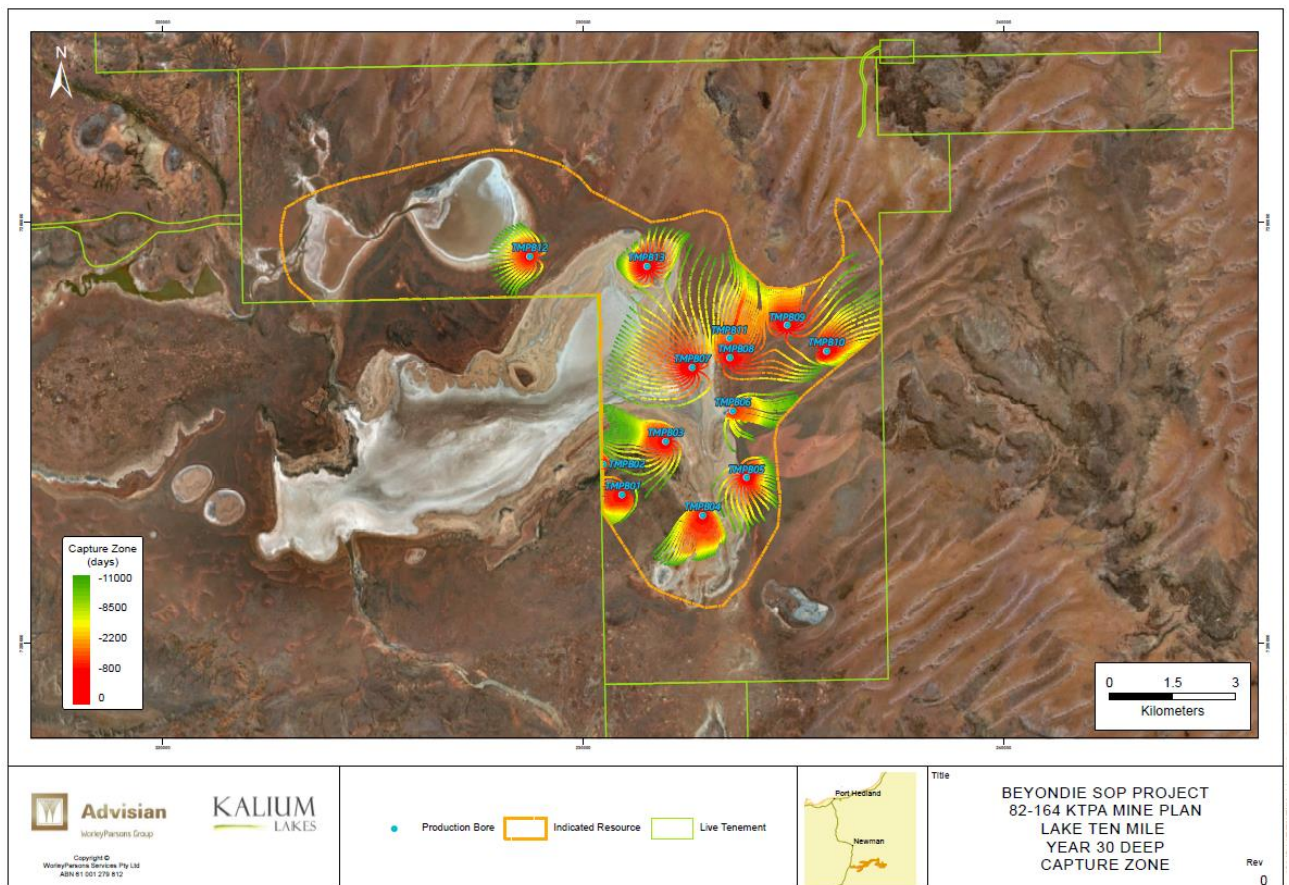 N
TMPB12
TMPB13
TMPB09
TMPB11
TMPB08
TMPB10
TMPB07
TMPB06
TMPB03
TMPB02
TMPB05
TMPB01
TMPB04
Capture Zone
(days)
-11000
-8500
-2200
-800
0
0 1.5 3
Kilometers
Advisian
WorleyParsons Group
Copyright ©
WorleyParsons Services Pty Ltd
ABN 61 001 279 812
KALIUM
LAKES
Production Bore
Indicated Resource
Live Tenement
Port Hedland
Newman
Title
BEYONDIE SOP PROJECT
82-164 KTPA MINE PLAN
LAKE TEN MILE
YEAR 30 DEEP
CAPTURE ZONE
Rev
0